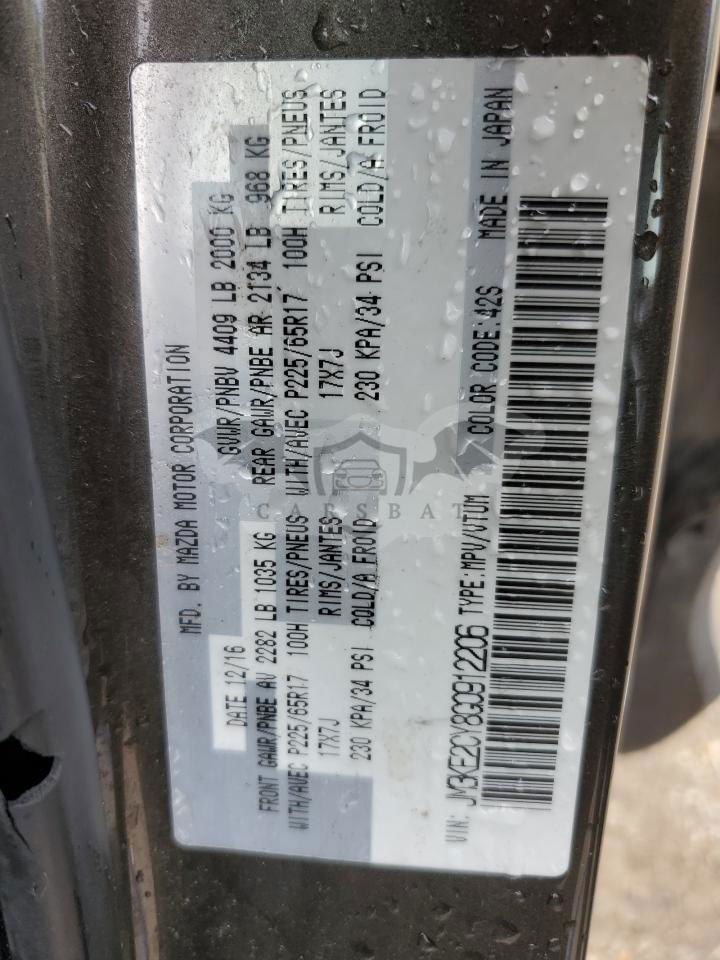 MFD. BY MAZDA MOTOR CORPORATION
DATE 12/16 GVWR/PNBV 4409 LB 2000 KG
FRONT GAWR/PNBE AV 2282 LB 1035 KG REAR GAWR/PNBE AR 2134 LB 968 KG
WITH/AVEC P225/65R17 100H TIRES/PNEUS WITH/AVEC P225/65R17 100H TIRES/PNEUS
17X7J RIMS/JANTES 17X7J RIMS/JANTES
230 KPA/34 PSI COLD/A FROID 230 KPA/34 PSI COLD/A FROID
VIN: JM3KE2CY8G0912206 TYPE:MPV/VTUM COLOR CODE:42S MADE IN JAPAN
CARSBAT